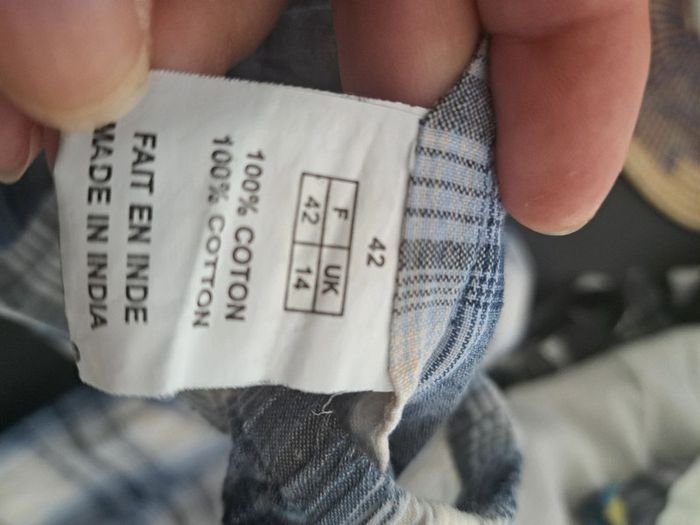 42
F UK
42 14
100% COTON
100% COTTON
FAIT EN INDE
MADE IN INDIA